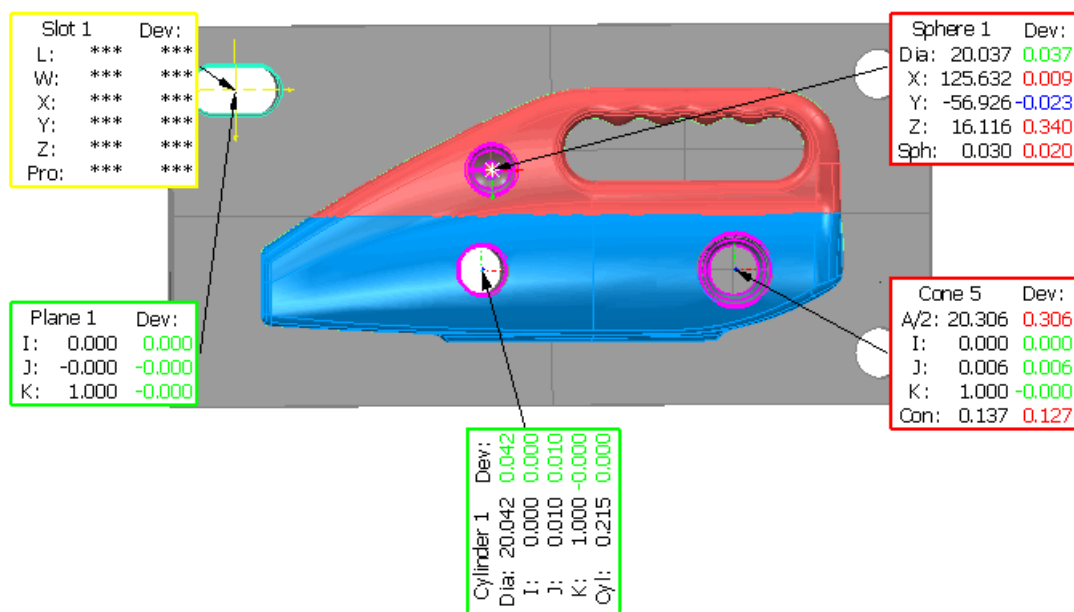 Slot 1 Dev:
L: *** ***
W: *** ***
X: *** ***
Y: *** ***
Z: *** ***
Pro: *** ***
Sphere 1 Dev:
Dia: 20.037 0.037
X: 125.632 0.009
Y: -56.926 -0.023
Z: 16.116 0.340
Sph: 0.030 0.020
Plane 1 Dev:
I: 0.000 0.000
J: -0.000 -0.000
K: 1.000 -0.000
Cone 5 Dev:
A/2: 20.306 0.306
I: 0.000 0.000
J: 0.006 0.006
K: 1.000 -0.000
Con: 0.137 0.127
Cylinder 1 Dev:
Dia: 20.042 0.042
I: 0.000 0.000
J: 0.010 0.010
K: 1.000 -0.000
Cyl: 0.215 0.000